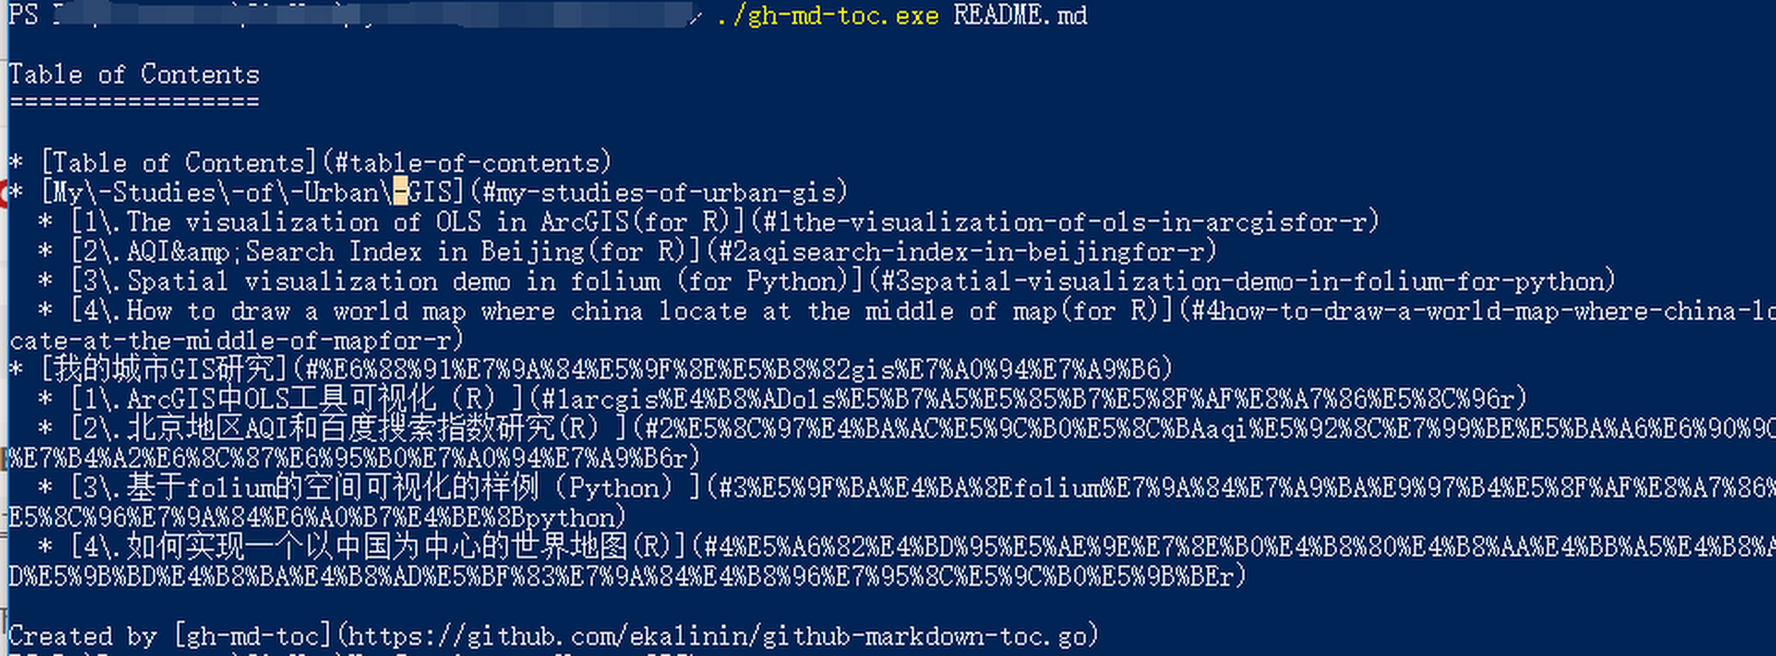 PS ./gh-md-toc.exe README.md
Table of Contents
=================
* [Table of Contents](#table-of-contents)
* [My\-Studies\-of\-Urban\-GIS](#my-studies-of-urban-gis)
* [1\.The visualization of OLS in ArcGIS(for R)](#1the-visualization-of-ols-in-arcgisfor-r)
* [2\.AQI&amp;Search Index in Beijing(for R)](#2aqisearch-index-in-beijingfor-r)
* [3\.Spatial visualization demo in folium (for Python)](#3spatial-visualization-demo-in-folium-for-python)
* [4\.How to draw a world map where china locate at the middle of map(for R)](#4how-to-draw-a-world-map-where-china-lo
cate-at-the-middle-of-mapfor-r)
* [我的城市GIS研究](#%E6%88%91%E7%9A%84%E5%9F%8E%E5%B8%82gis%E7%A0%94%E7%A9%B6)
* [1\.ArcGIS中OLS工具可视化（R）](#1arcgis%E4%B8%ADols%E5%B7%A5%E5%85%B7%E5%8F%AF%E8%A7%86%E5%8C%96r)
* [2\.北京地区AQI和百度搜索指数研究(R) ](#2%E5%8C%97%E4%BA%AC%E5%9C%B0%E5%8C%BAaqi%E5%92%8C%E7%99%BE%E5%BA%A6%E6%90%9C
%E7%B4%A2%E6%8C%87%E6%95%B0%E7%A0%94%E7%A9%B6r)
* [3\.基于folium的空间可视化的样例（Python）](#3%E5%9F%BA%E4%BA%8Efolium%E7%9A%84%E7%A9%BA%E9%97%B4%E5%8F%AF%E8%A7%86%
E5%8C%96%E7%9A%84%E6%A0%B7%E4%BE%8Bpython)
* [4\.如何实现一个以中国为中心的世界地图(R)](#4%E5%A6%82%E4%BD%95%E5%AE%9E%E7%8E%B0%E4%B8%80%E4%B8%AA%E4%BB%A5%E4%B8%A
D%E5%9B%BD%E4%B8%BA%E4%B8%AD%E5%BF%83%E7%9A%84%E4%B8%96%E7%95%8C%E5%9C%B0%E5%9B%BEr)
Created by [gh-md-toc](https://github.com/ekalinin/github-markdown-toc.go)